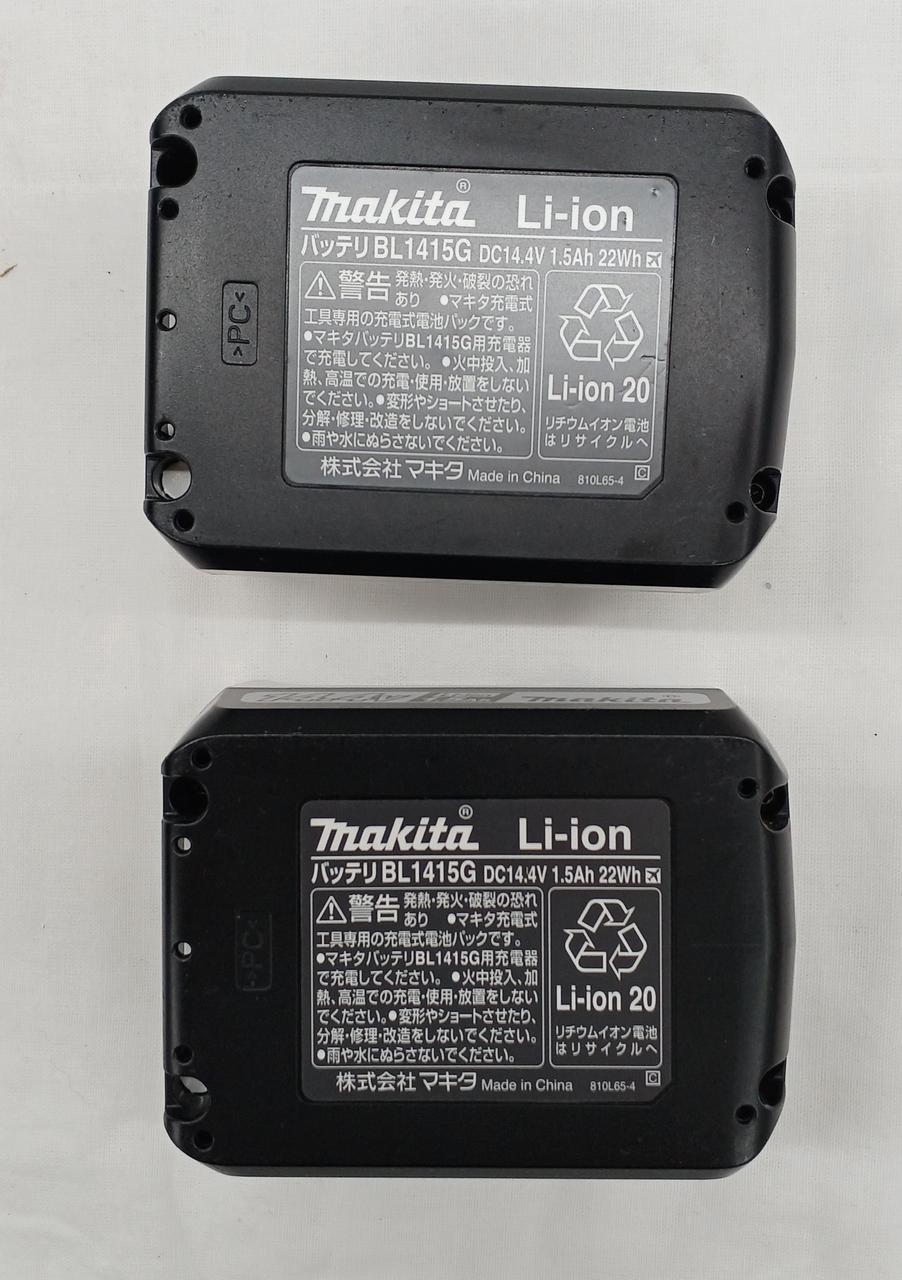 makita® Li-ion
バッテリ BL1415G DC14.4V 1.5Ah 22Wh
警告 発熱・発火・破裂の恐れ
あり ●マキタ充電式
工具専用の充電式電池パックです。
●マキタバッテリBL1415G用充電器
で充電してください。●火中投入、加
熱、高温での充電・使用・放置をしない
でください。●変形やショートさせたり、
分解・修理・改造をしないでください。
●雨や水にぬらさないでください。
Li-ion 20
リチウムイオン電池
はリサイクルへ
株式会社 マキタ Made in China 810L65-4 C
>PC<
makita
makita® Li-ion
バッテリ BL1415G DC14.4V 1.5Ah 22Wh
警告 発熱・発火・破裂の恐れ
あり ●マキタ充電式
工具専用の充電式電池パックです。
●マキタバッテリBL1415G用充電器
で充電してください。●火中投入、加
熱、高温での充電・使用・放置をしない
でください。●変形やショートさせたり、
分解・修理・改造をしないでください。
●雨や水にぬらさないでください。
Li-ion 20
リチウムイオン電池
はリサイクルへ
株式会社 マキタ Made in China 810L65-4 C
>PC<